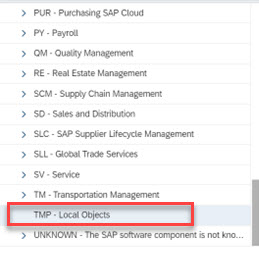 PUR - Purchasing SAP Cloud
PY - Payroll
QM - Quality Management
RE - Real Estate Management
SCM - Supply Chain Management
SD - Sales and Distribution
SLC - SAP Supplier Lifecycle Management
SLL - Global Trade Services
SV - Service
TM - Transportation Management
TMP - Local Objects
UNKNOWN - The SAP software component is not kno...